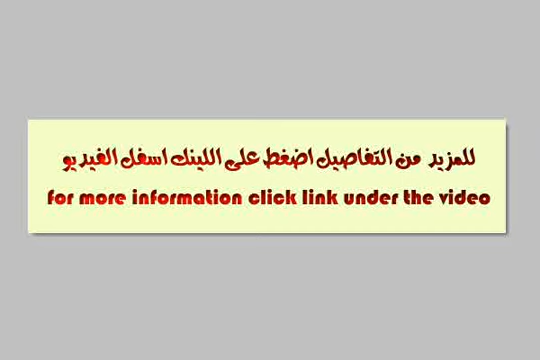 للمزيد من التفاصيل اضغط على اللينك اسفل الفيديو
for more information click link under the video